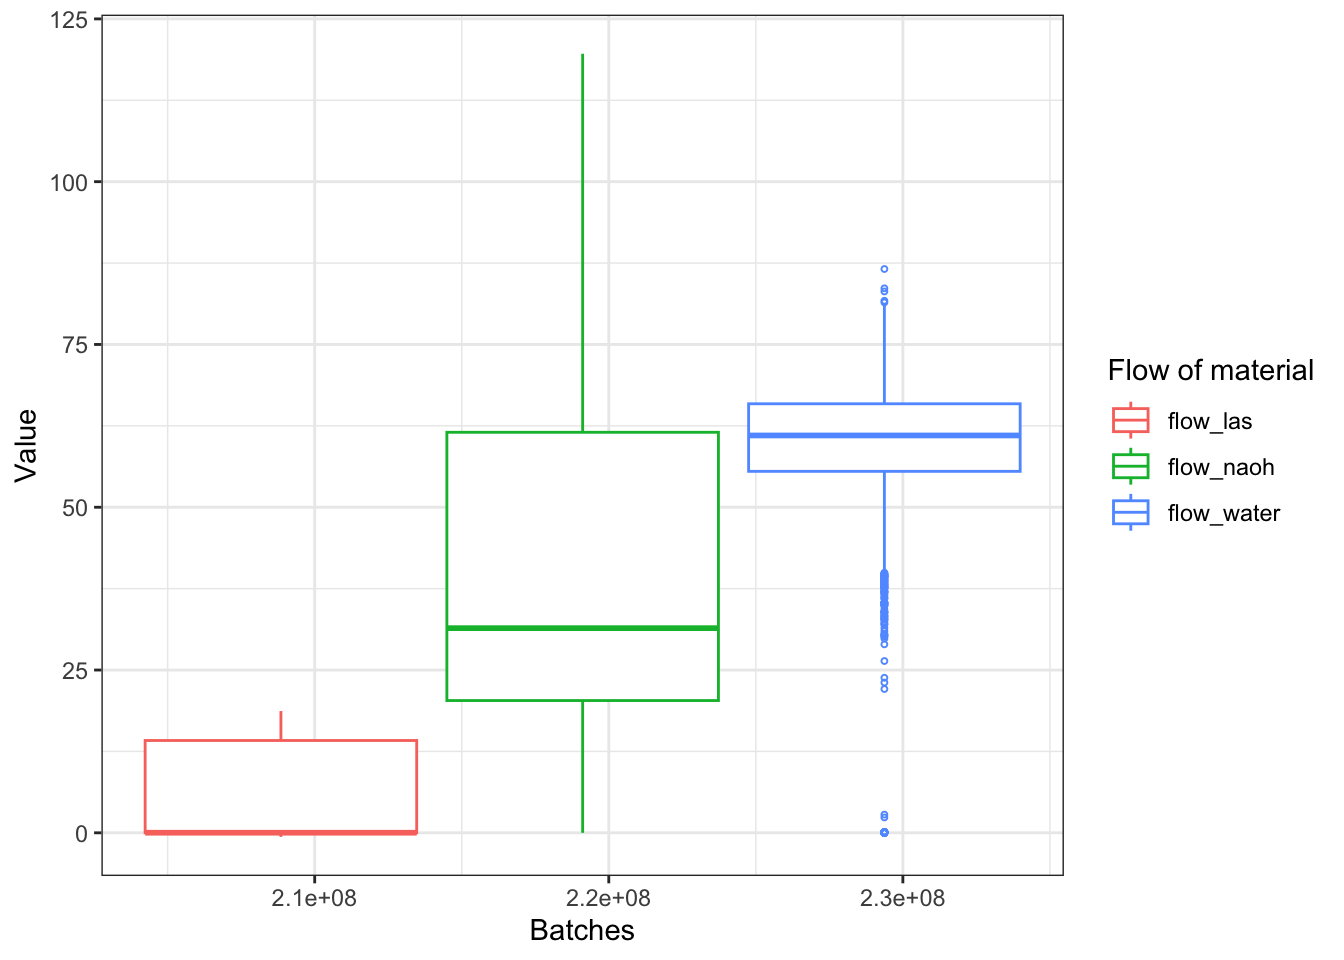 125
100
75
50
25
0
Value
2.1e+08
2.2e+08
2.3e+08
Batches
Flow of material
flow_las
flow_naoh
flow_water